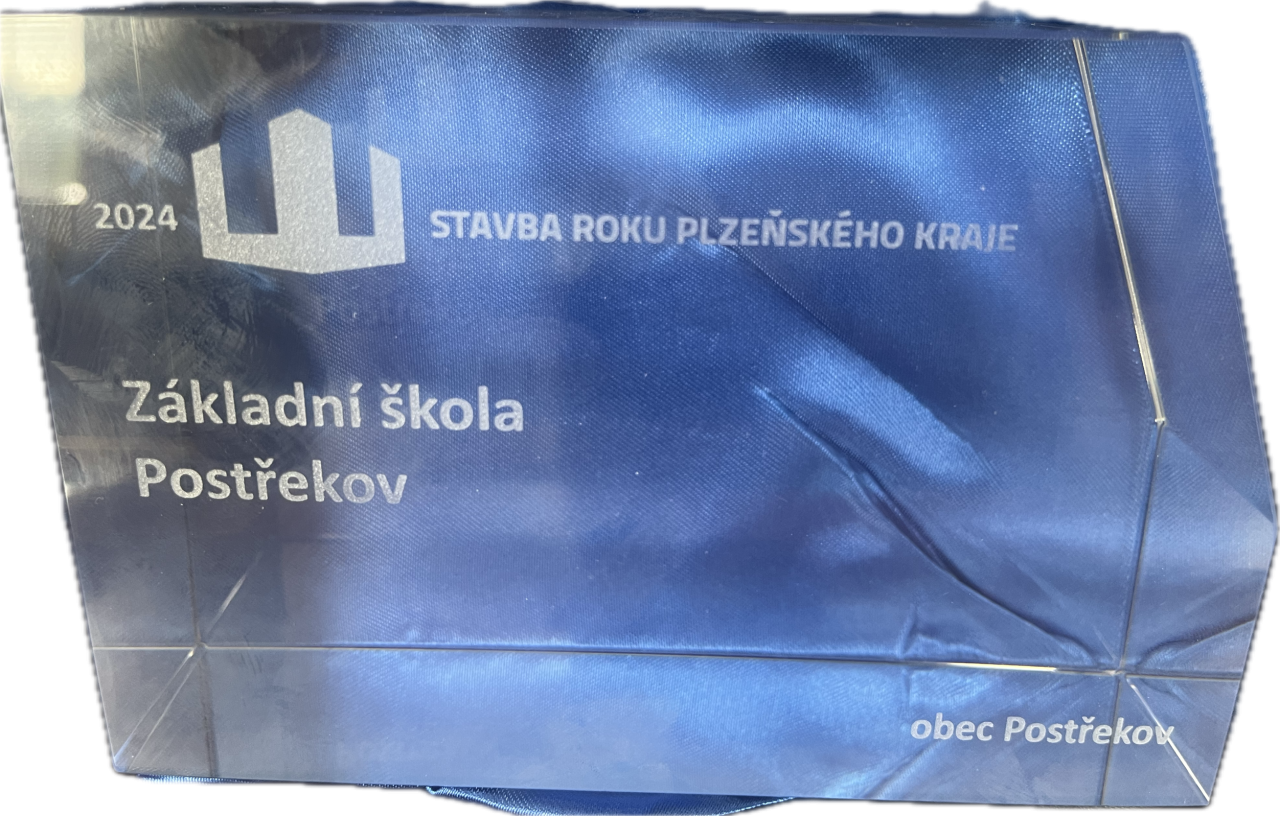 2024 STAVBA ROKU PLZEŇSKÉHO KRAJE
Základní škola
Postřekov
obec Postřekov